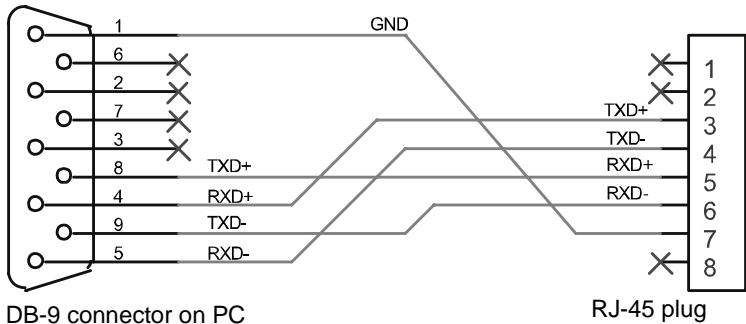 1 GND
6
2
7
3
8 TXD+
4 RXD+
9 TXD-
5 RXD-
1
2
TXD+ 3
TXD- 4
RXD+ 5
RXD- 6
7
8
DB-9 connector on PC
RJ-45 plug